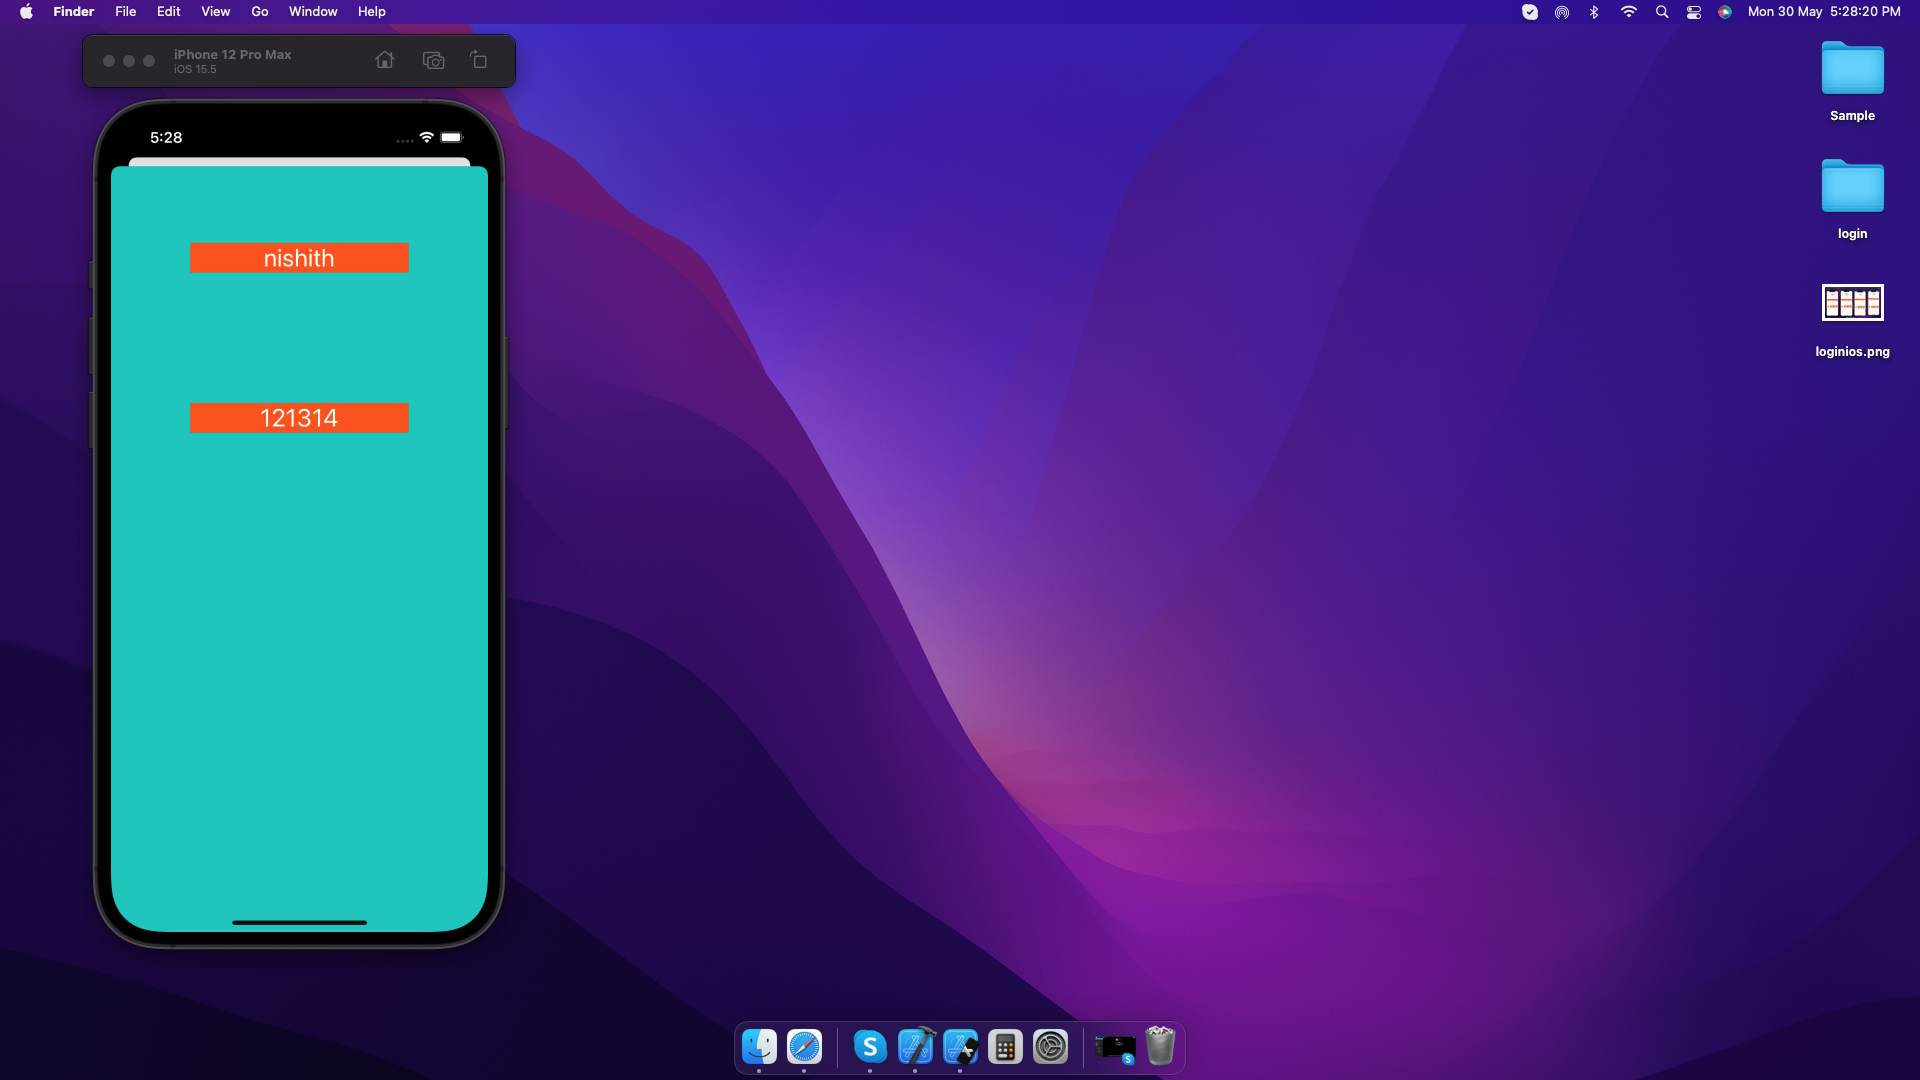 Finder File Edit View Go Window Help Mon 30 May 5:28:20 PM
iPhone 12 Pro Max
iOS 15.5
5:28
nishith
121314
Sample
login
loginios.png